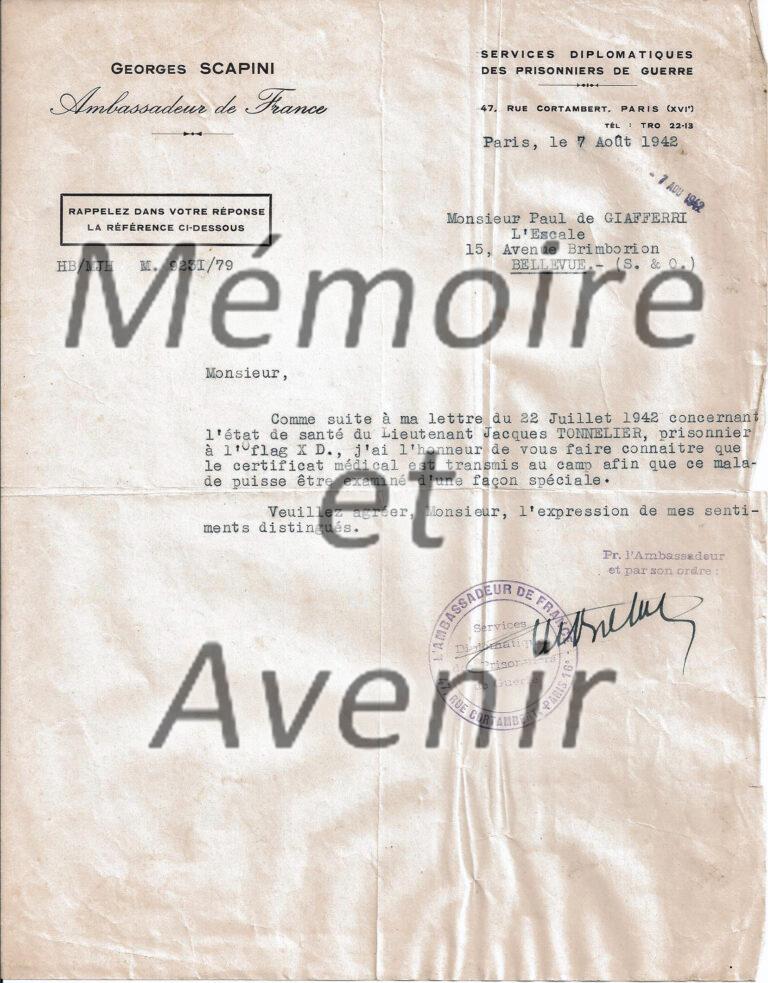 GEORGES SCAPINI
Ambassadeur de France
SERVICES DIPLOMATIQUES
DES PRISONNIERS DE GUERRE
47, RUE CORTAMBERT, PARIS (XVIᵉ)
TÉL : TRO 22-13
Paris, le 7 Août 1942
- 7 AOU 1942
RAPPELEZ DANS VOTRE RÉPONSE
LA RÉFÉRENCE CI-DESSOUS
HB/MJH M. 923I/79
Monsieur Paul de GIAFFERRI
L'Escale
15, Avenue Brimborion
BELLEVUE.- (S. & O.)
Mémoire
Monsieur,
Comme suite à ma lettre du 22 Juillet 1942 concernant
l'état de santé du Lieutenant Jacques TONNELIER, prisonnier
à l'Oflag X D., j'ai l'honneur de vous faire connaitre que
le certificat médical est transmis au camp afin que ce mala-
de puisse être examiné d'une façon spéciale.
et
Veuillez agréer, Monsieur, l'expression de mes senti-
ments distingués.
Pr. l'Ambassadeur
et par son ordre :
L'AMBASSADEUR DE FRANCE
Services
Diplomatiques
des Prisonniers
de Guerre
47, RUE CORTAMBERT - PARIS 16ᵉ -
Avenir